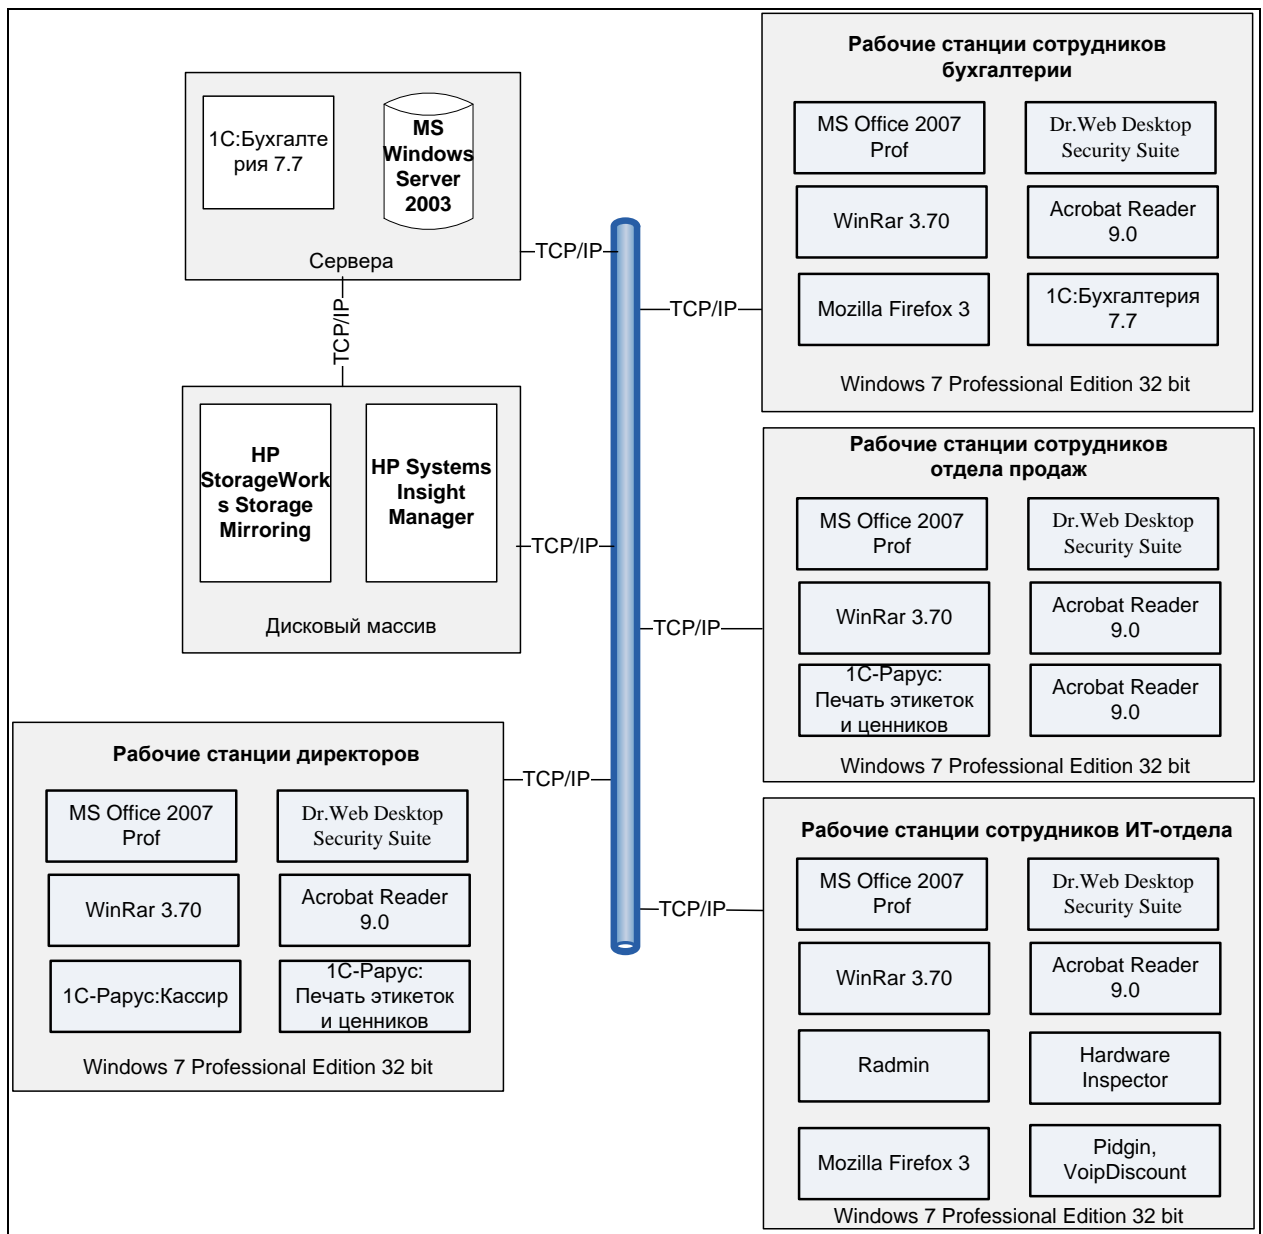 1С:Бухгалте
рия 7.7
MS
Windows
Server
2003
Сервера
TCP/IP
TCP/IP
HP
StorageWork
s Storage
Mirroring
HP Systems
Insight
Manager
Дисковый массив
TCP/IP
Рабочие станции директоров
MS Office 2007
Prof
Dr.Web Desktop
Security Suite
WinRar 3.70
Acrobat Reader
9.0
1С-Рарус:Кассир
1С-Рарус:
Печать этикеток
и ценников
Windows 7 Professional Edition 32 bit
TCP/IP
Рабочие станции сотрудников
бухгалтерии
MS Office 2007
Prof
Dr.Web Desktop
Security Suite
WinRar 3.70
Acrobat Reader
9.0
Mozilla Firefox 3
1С:Бухгалтерия
7.7
Windows 7 Professional Edition 32 bit
TCP/IP
Рабочие станции сотрудников
отдела продаж
MS Office 2007
Prof
Dr.Web Desktop
Security Suite
WinRar 3.70
Acrobat Reader
9.0
1С-Рарус:
Печать этикеток
и ценников
Acrobat Reader
9.0
Windows 7 Professional Edition 32 bit
TCP/IP
Рабочие станции сотрудников ИТ-отдела
MS Office 2007
Prof
Dr.Web Desktop
Security Suite
WinRar 3.70
Acrobat Reader
9.0
Radmin
Hardware
Inspector
Mozilla Firefox 3
Pidgin,
VoipDiscount
Windows 7 Professional Edition 32 bit
TCP/IP